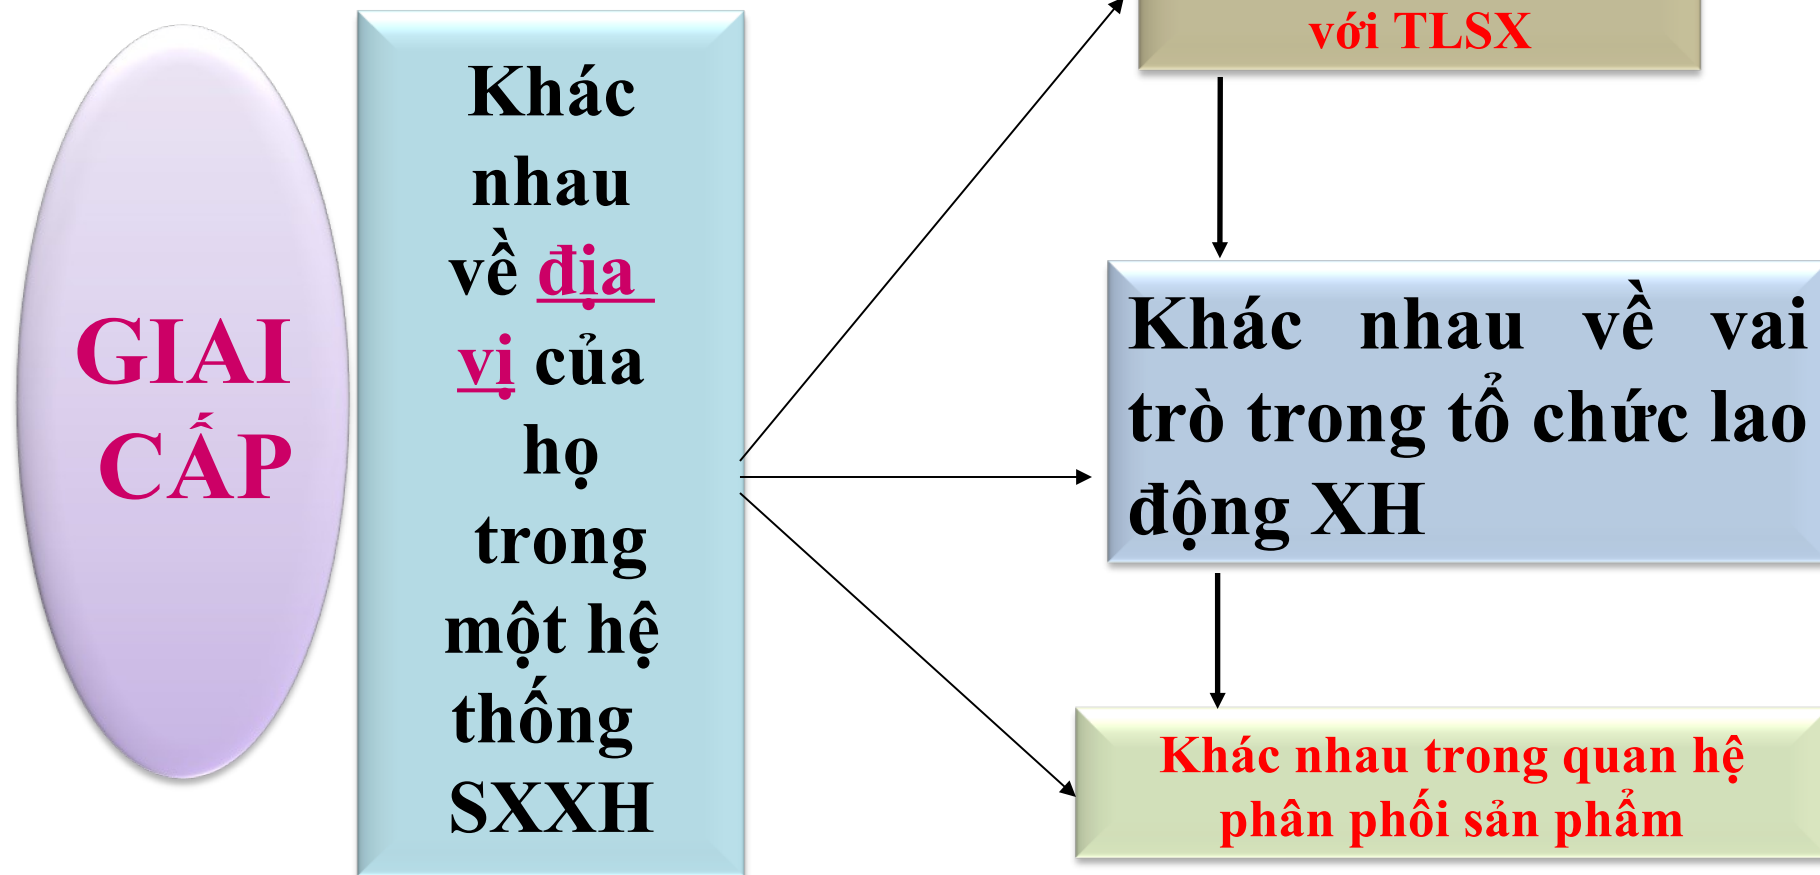 GIAI
CẤP
Khác
nhau
về địa
vị của
họ
trong
một hệ
thống
SXXH
với TLSX
Khác nhau về vai
trò trong tổ chức lao
động XH
Khác nhau trong quan hệ
phân phối sản phẩm